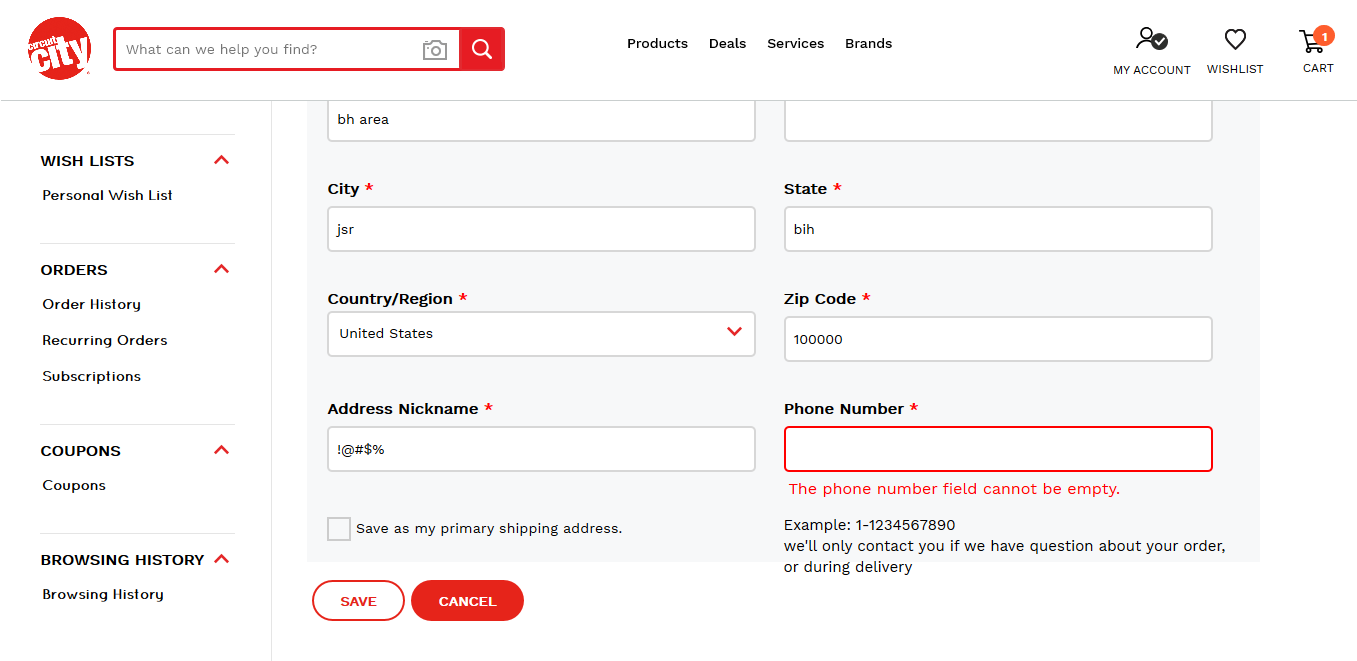 circuit
city
What can we help you find?
Products Deals Services Brands
1
MY ACCOUNT WISHLIST CART
WISH LISTS
Personal Wish List
ORDERS
Order History
Recurring Orders
Subscriptions
COUPONS
Coupons
BROWSING HISTORY
Browsing History
bh area
City *
jsr
State *
bih
Country/Region *
United States
Zip Code *
100000
Address Nickname *
!@#$%
Phone Number *
The phone number field cannot be empty.
Save as my primary shipping address.
Example: 1-1234567890
we'll only contact you if we have question about your order,
or during delivery
SAVE CANCEL